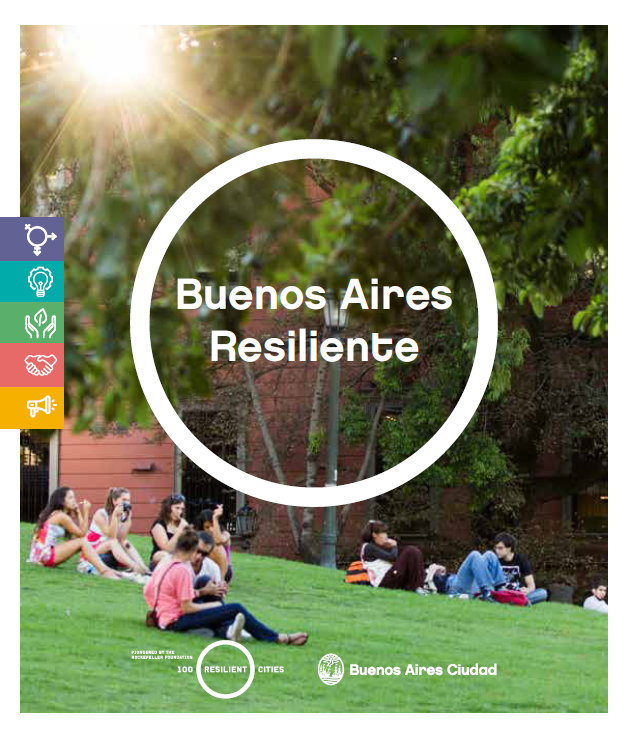 Buenos Aires
Resiliente
PIONEERED BY THE
ROCKEFELLER FOUNDATION
100 RESILIENT CITIES
Buenos Aires Ciudad